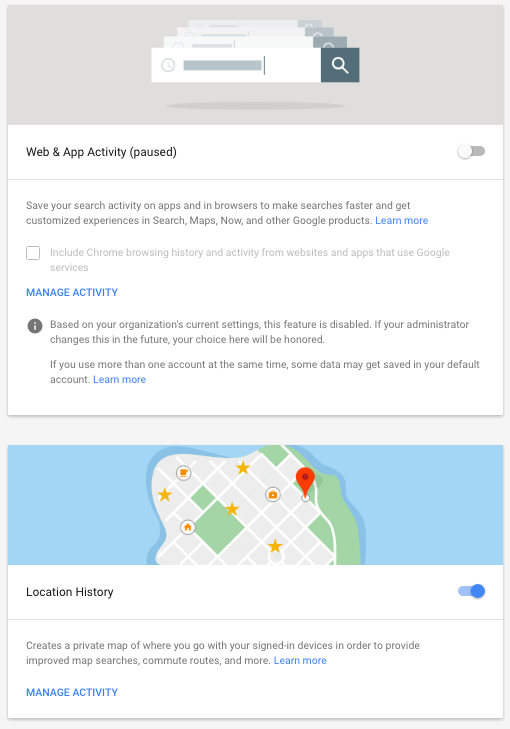 Web & App Activity (paused)
Save your search activity on apps and in browsers to make searches faster and get
customized experiences in Search, Maps, Now, and other Google products. Learn more
Include Chrome browsing history and activity from websites and apps that use Google
services
MANAGE ACTIVITY
Based on your organization's current settings, this feature is disabled. If your administrator
changes this in the future, your choice here will be honored.
If you use more than one account at the same time, some data may get saved in your default
account. Learn more
Location History
Creates a private map of where you go with your signed-in devices in order to provide
improved map searches, commute routes, and more. Learn more
MANAGE ACTIVITY